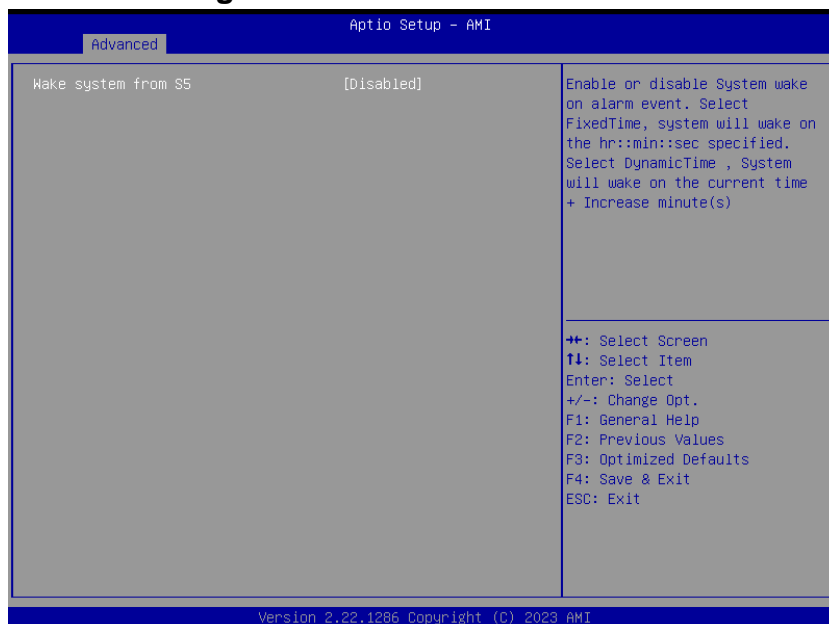 Aptio Setup – AMI
Advanced
Wake system from S5 [Disabled]
Enable or disable System wake
on alarm event. Select
FixedTime, system will wake on
the hr::min::sec specified.
Select DynamicTime , System
will wake on the current time
+ Increase minute(s)
→←: Select Screen
↑↓: Select Item
Enter: Select
+/-: Change Opt.
F1: General Help
F2: Previous Values
F3: Optimized Defaults
F4: Save & Exit
ESC: Exit
Version 2.22.1286 Copyright (C) 2023 AMI